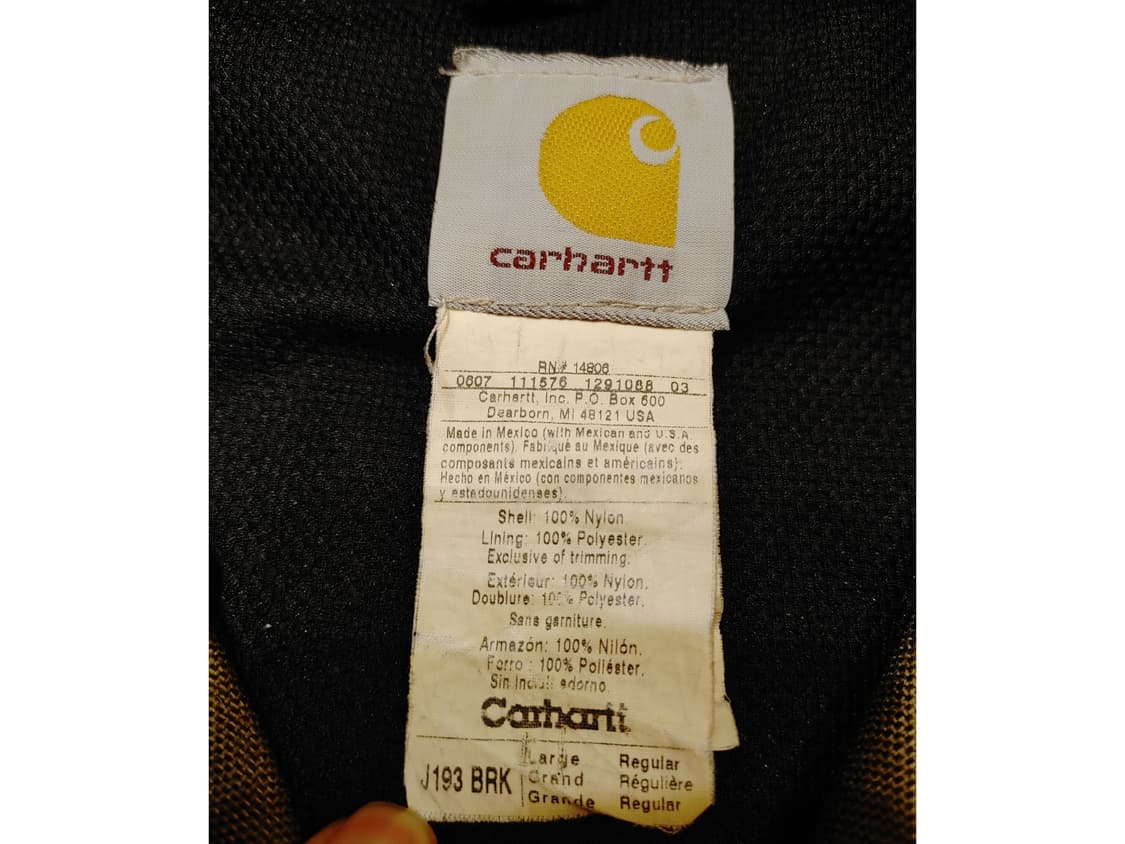 carhartt
RN# 14806
0607 111576 1291088 03
Carhartt, Inc. P.O. Box 600
Dearborn, MI 48121 USA
Made in Mexico (with Mexican and U.S.A.
components). Fabriqué au Mexique (avec des
composants mexicains et américains).
Hecho en México (con componentes mexicanos
y estadounidenses).
Shell: 100% Nylon
Lining: 100% Polyester.
Exclusive of trimming.
Extérieur: 100% Nylon.
Doublure: 100% Polyester.
Sans garniture.
Armazón: 100% Nilón.
Forro : 100% Poliéster.
Sin adorno.
Carhartt
J193 BRK
Large Regular
Grand Régulière
Grande Regular